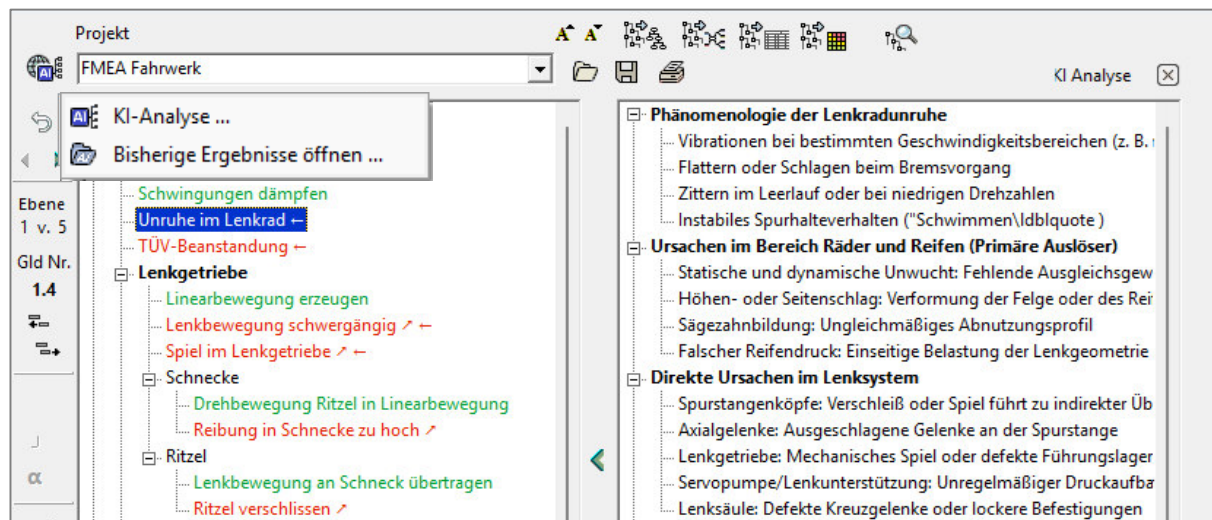 Projekt
FMEA Fahrwerk
KI Analyse
KI-Analyse ...
Bisherige Ergebnisse öffnen ...
Ebene
1 v. 5
Gld Nr.
1.4
α
Schwingungen dämpfen
Unruhe im Lenkrad ←
TÜV-Beanstandung ←
Lenkgetriebe
Linearbewegung erzeugen
Lenkbewegung schwergängig ↗ ←
Spiel im Lenkgetriebe ↗ ←
Schnecke
Drehbewegung Ritzel in Linearbewegung
Reibung in Schnecke zu hoch ↗
Ritzel
Lenkbewegung an Schneck übertragen
Ritzel verschlissen ↗
Phänomenologie der Lenkradunruhe
Vibrationen bei bestimmten Geschwindigkeitsbereichen (z. B.
Flattern oder Schlagen beim Bremsvorgang
Zittern im Leerlauf oder bei niedrigen Drehzahlen
Instabiles Spurhalteverhalten ("Schwimmen\ldblquote )
Ursachen im Bereich Räder und Reifen (Primäre Auslöser)
Statische und dynamische Unwucht: Fehlende Ausgleichsgew
Höhen- oder Seitenschlag: Verformung der Felge oder des Rei
Sägezahnbildung: Ungleichmäßiges Abnutzungsprofil
Falscher Reifendruck: Einseitige Belastung der Lenkgeometrie
Direkte Ursachen im Lenksystem
Spurstangenköpfe: Verschleiß oder Spiel führt zu indirekter Üb
Axialgelenke: Ausgeschlagene Gelenke an der Spurstange
Lenkgetriebe: Mechanisches Spiel oder defekte Führungslager
Servopumpe/Lenkunterstützung: Unregelmäßiger Druckaufba
Lenksäule: Defekte Kreuzgelenke oder lockere Befestigungen